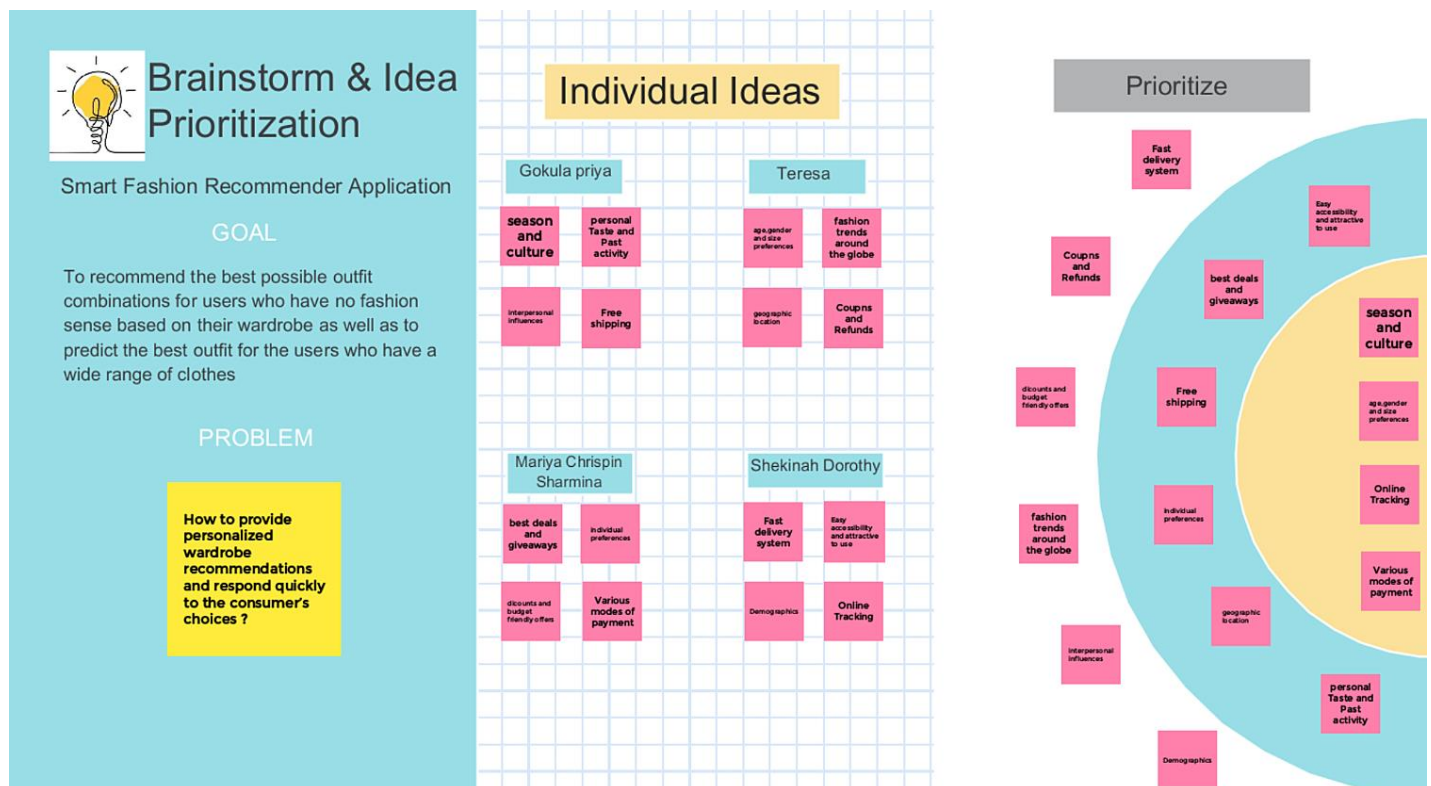 Brainstorm & Idea
Prioritization
Smart Fashion Recommender Application
GOAL
To recommend the best possible outfit
combinations for users who have no fashion
sense based on their wardrobe as well as to
predict the best outfit for the users who have a
wide range of clothes
PROBLEM
How to provide
personalized
wardrobe
recommendations
and respond quickly
to the consumer's
choices ?
Individual Ideas
Gokula priya
season
and
culture
personal
Taste and
Past
activity
interpersonal
influences
Free
shipping
Teresa
age,gender
and size
preferences
fashion
trends
around
the globe
geographic
location
Coupns
and
Refunds
Mariya Chrispin
Sharmina
best deals
and
giveaways
individual
preferences
dicounts and
budget
friendly offers
Various
modes of
payment
Shekinah Dorothy
Fast
delivery
system
Easy
accessibility
and attractive
to use
Demographics
Online
Tracking
Prioritize
Fast
delivery
system
Easy
accessibility
and attractive
to use
Coupns
and
Refunds
best deals
and
giveaways
season
and
culture
dicounts and
budget
friendly offers
Free
shipping
age,gender
and size
preferences
fashion
trends
around
the globe
individual
preferences
Online
Tracking
Various
modes of
payment
geographic
location
interpersonal
influences
personal
Taste and
Past
activity
Demographics